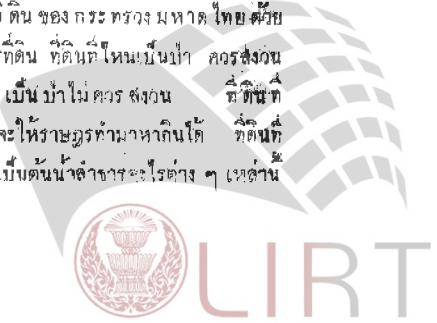 ดิน ของ กระทรวง มหาดไทย ด้วย
ที่ดิน ที่ดินที่ไหนเป็นป่า ควรสงวน
เป็นป่าไม่ควรสงวน ที่ดินที่
จะให้ราษฎรทำมาหากินได้ ที่ดินที่
เป็นต้นน้ำลำธารอะไรต่าง ๆ เหล่านี้
LIRT